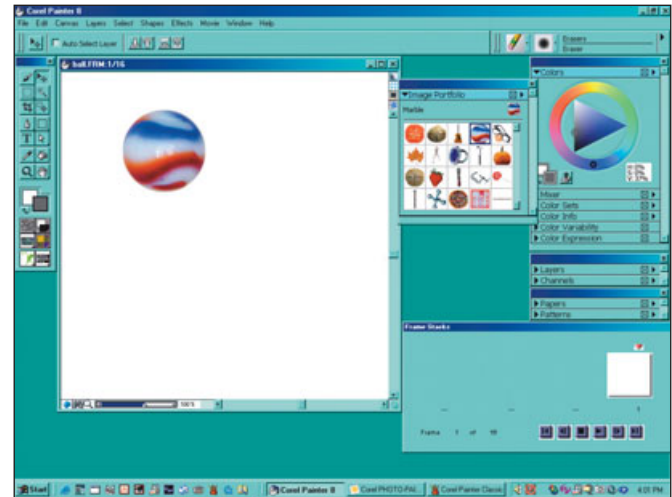 Corel Painter 8
File Edit Canvas Layers Select Shapes Effects Movie Window Help
Auto Select Layer
Erasers
Eraser
ball.FRM:1/16
100%
Image Portfolio
Marble
Colors
Mixer
Color Sets
Color Info
Color Variability
Color Expression
Layers
Channels
Papers
Patterns
Frame Stacks
1
Frame 1 of
Start
Corel Painter 8
Corel PHOTO-PAI...
Corel Painter Classic
4:01 PM